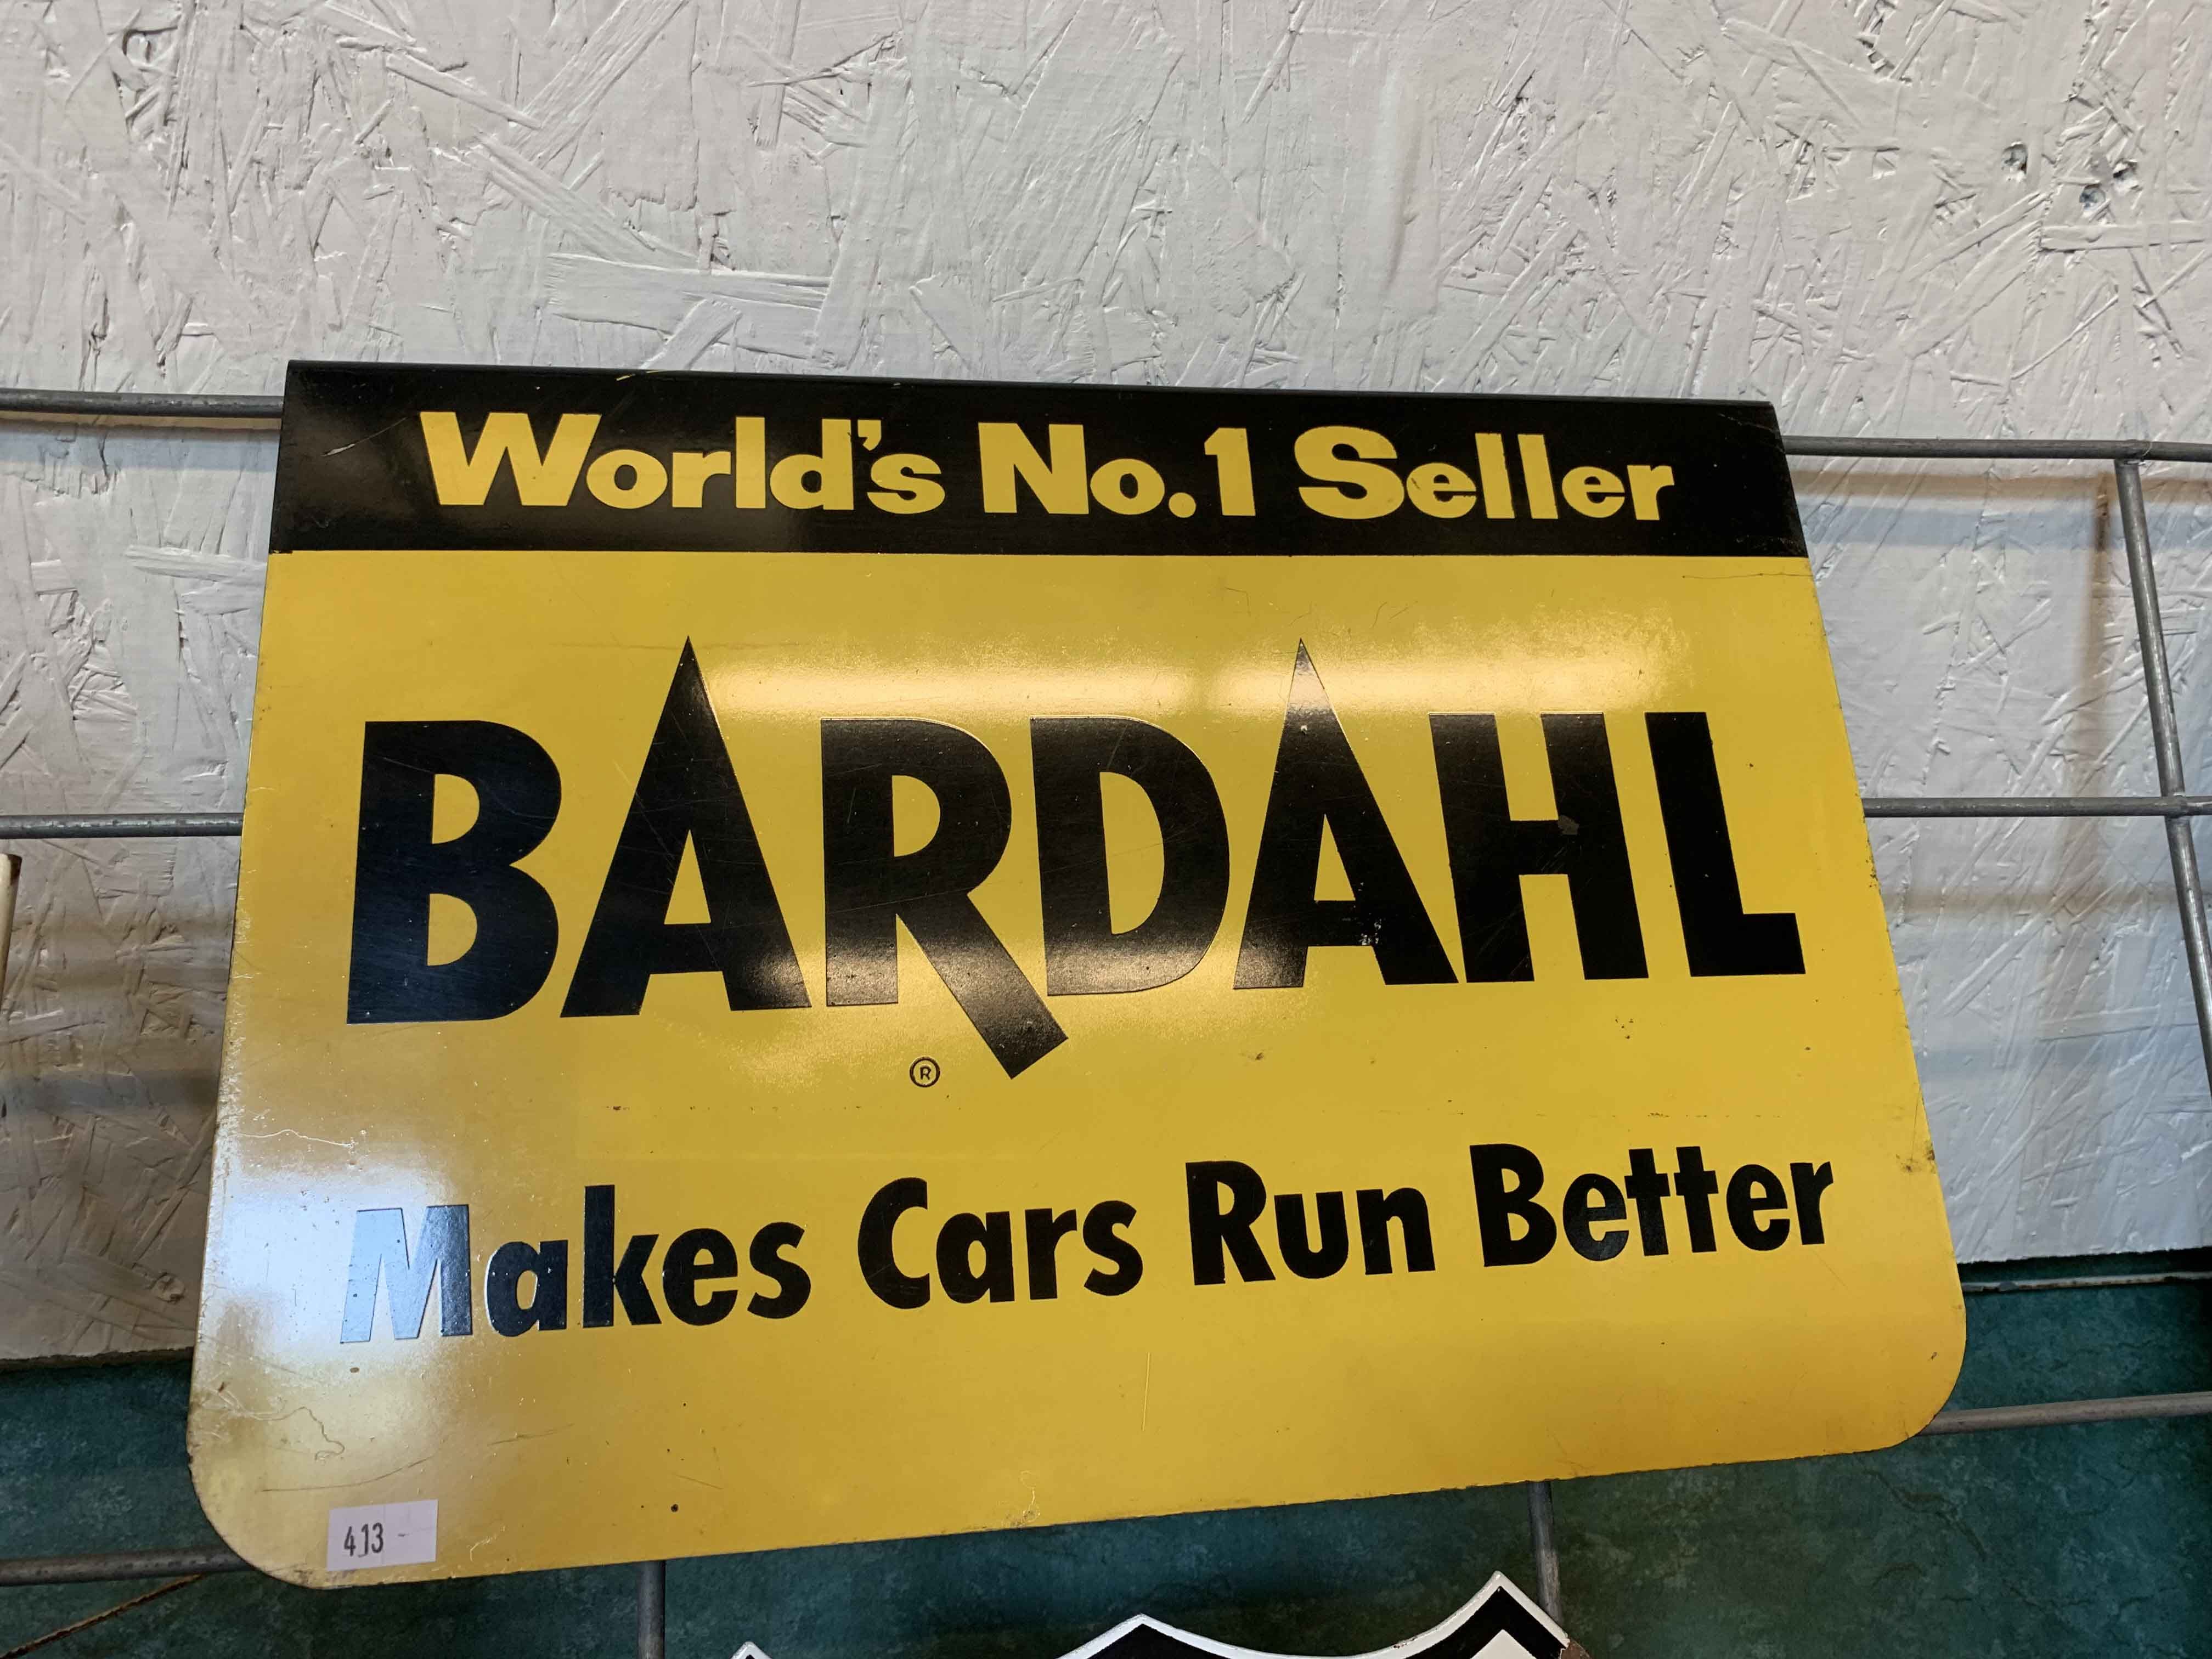 World's No.1 Seller
BARDAHL
®
Makes Cars Run Better
413 -